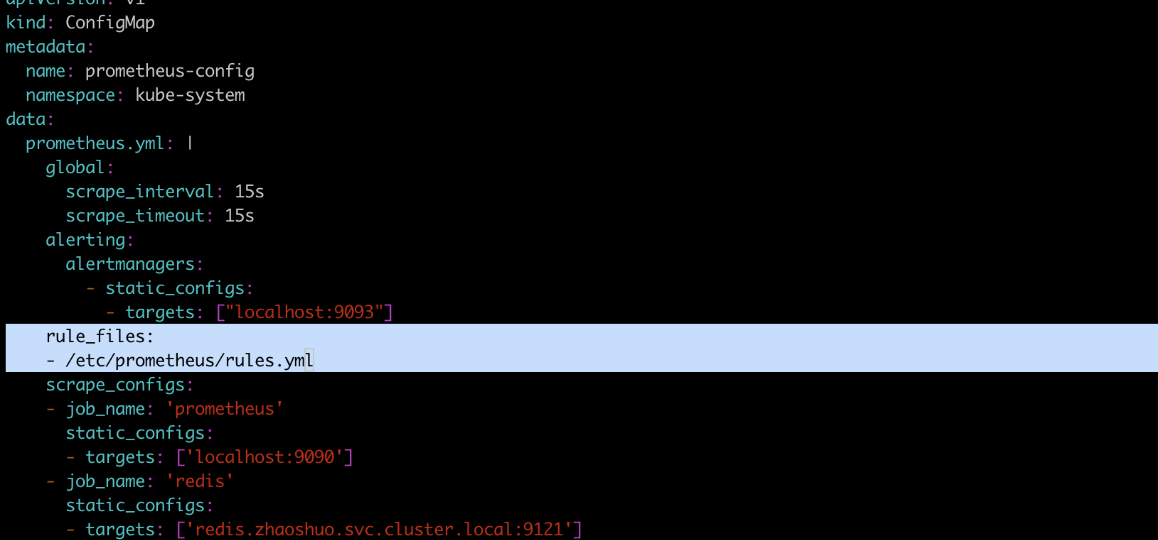 apiVersion: v1
kind: ConfigMap
metadata:
  name: prometheus-config
  namespace: kube-system
data:
  prometheus.yml: |
    global:
      scrape_interval: 15s
      scrape_timeout: 15s
    alerting:
      alertmanagers:
        - static_configs:
          - targets: ["localhost:9093"]
    rule_files:
    - /etc/prometheus/rules.yml
    scrape_configs:
    - job_name: 'prometheus'
      static_configs:
      - targets: ['localhost:9090']
    - job_name: 'redis'
      static_configs:
      - targets: ['redis.zhaoshuo.svc.cluster.local:9121']